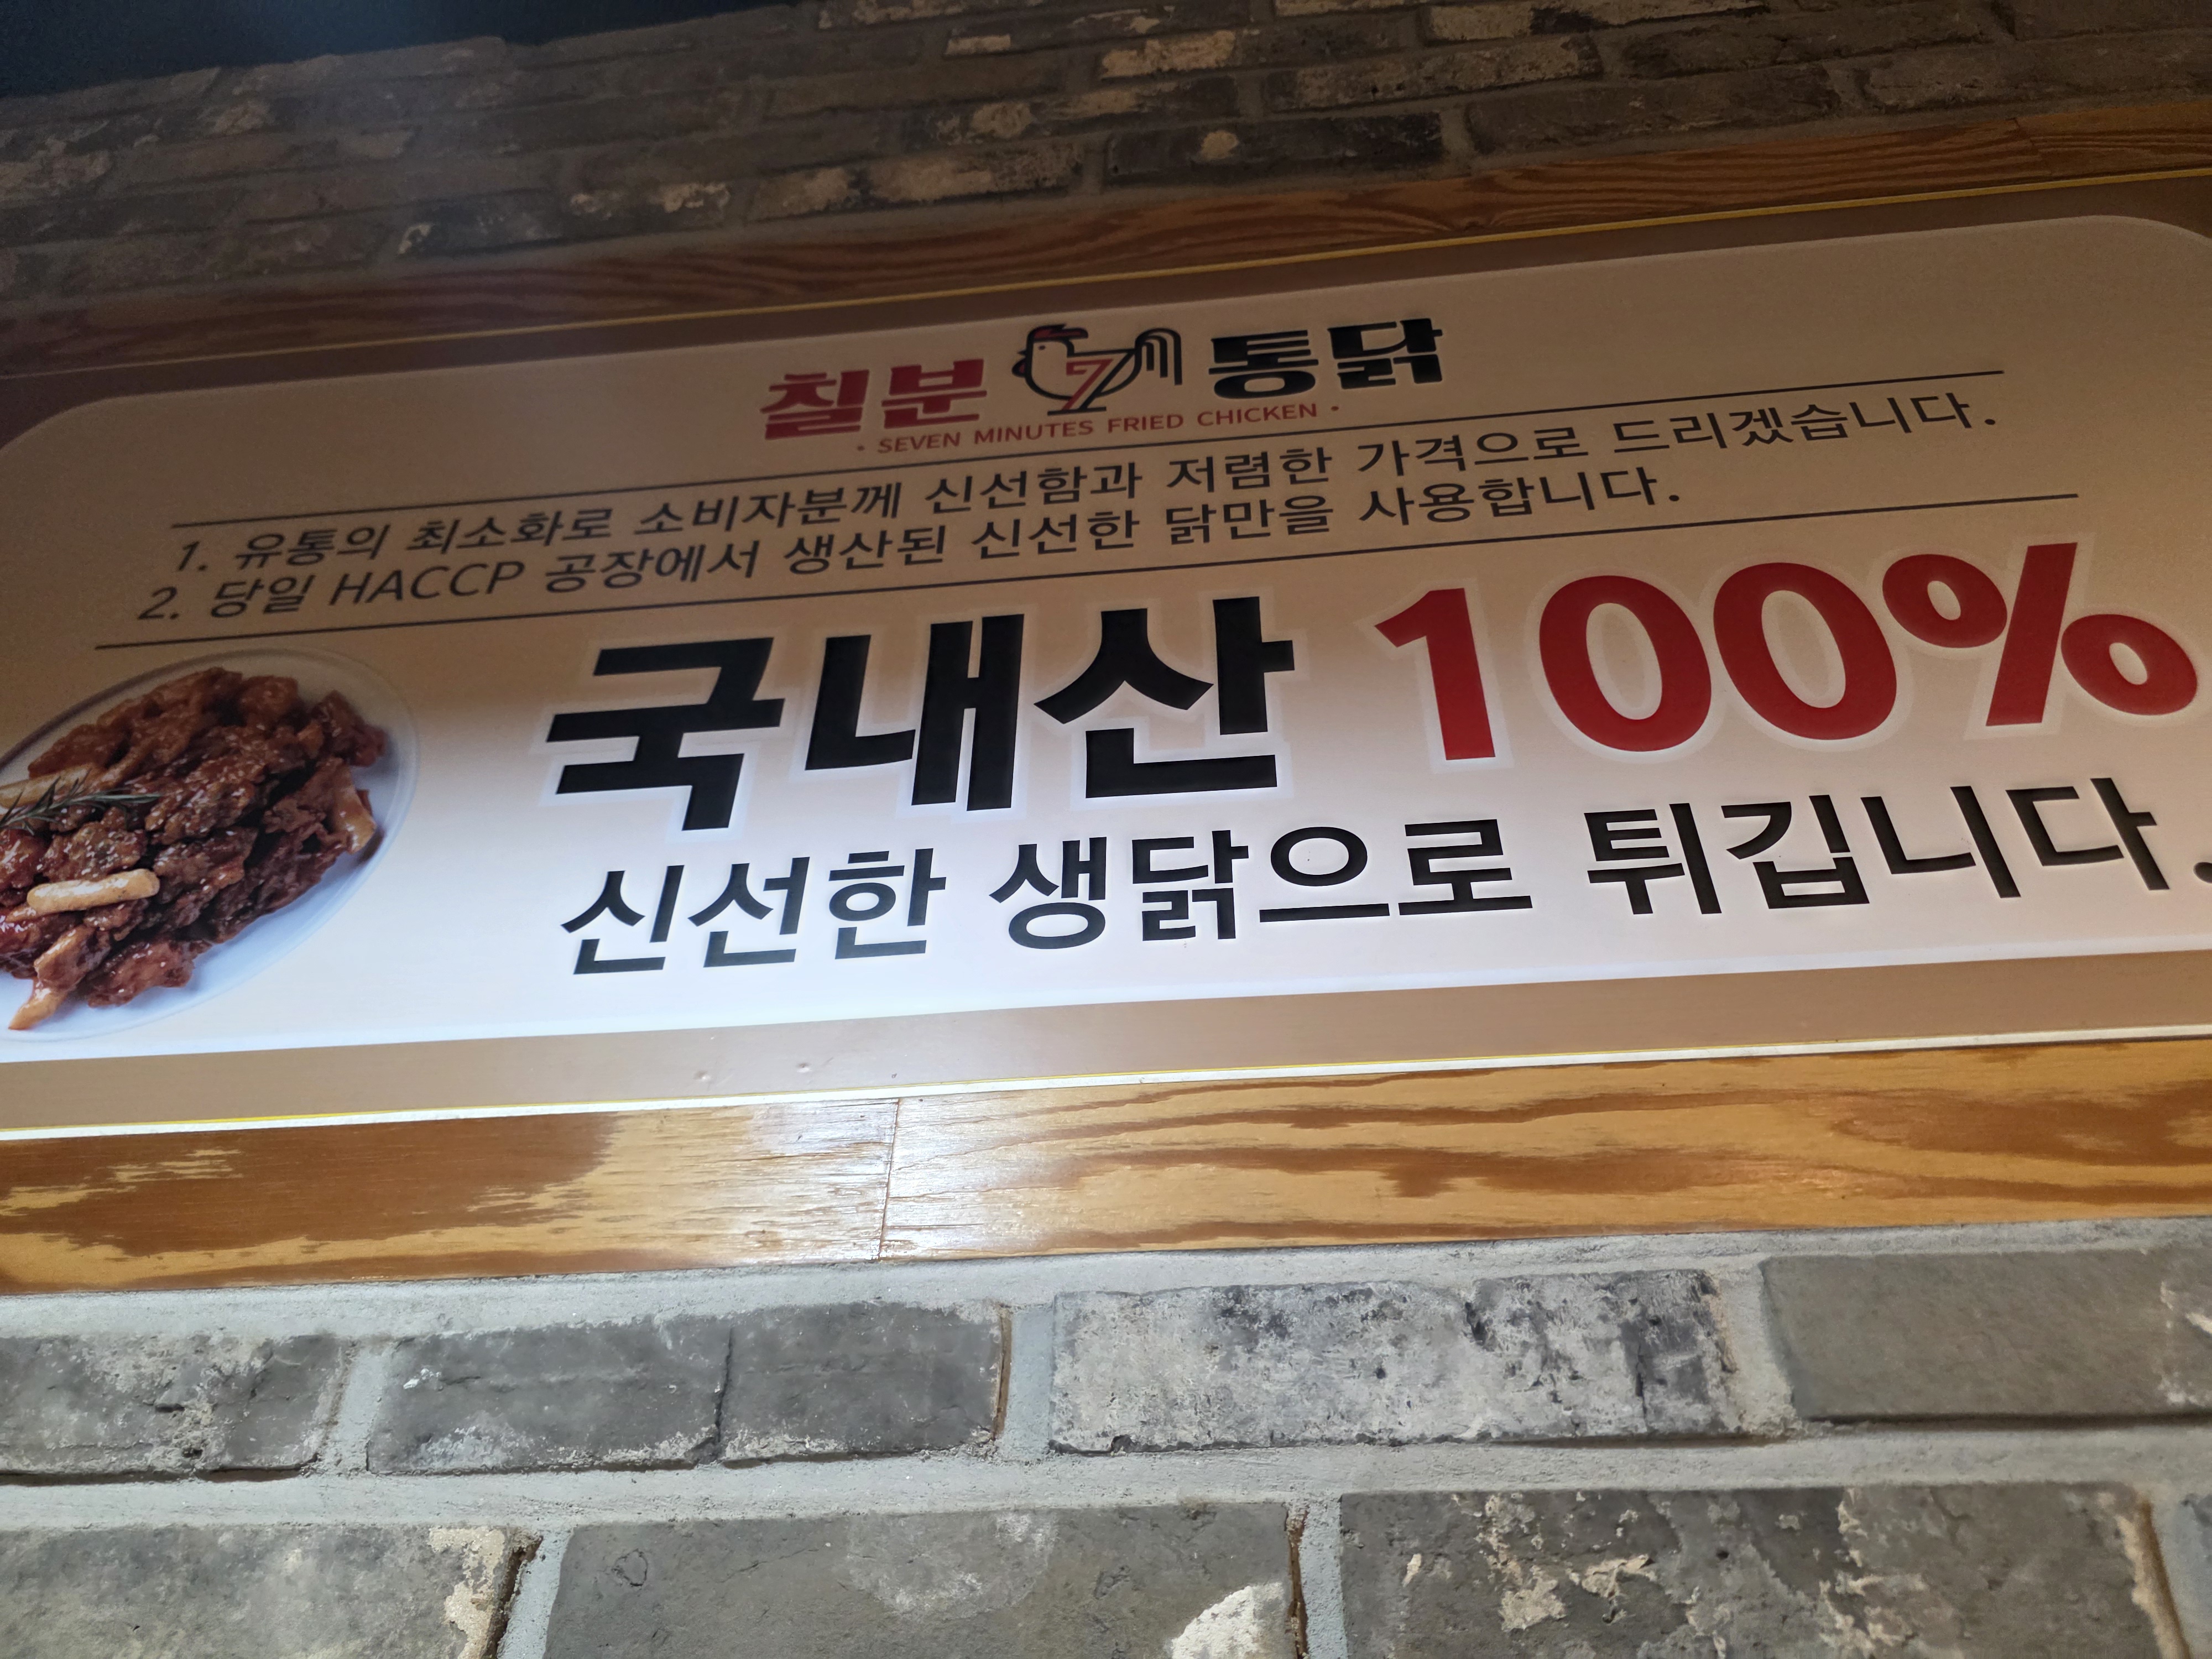 칠분 7 통닭
• SEVEN MINUTES FRIED CHICKEN •
1. 유통의 최소화로 소비자분께 신선함과 저렴한 가격으로 드리겠습니다.
2. 당일 HACCP 공장에서 생산된 신선한 닭만을 사용합니다.
국내산 100%
신선한 생닭으로 튀깁니다.